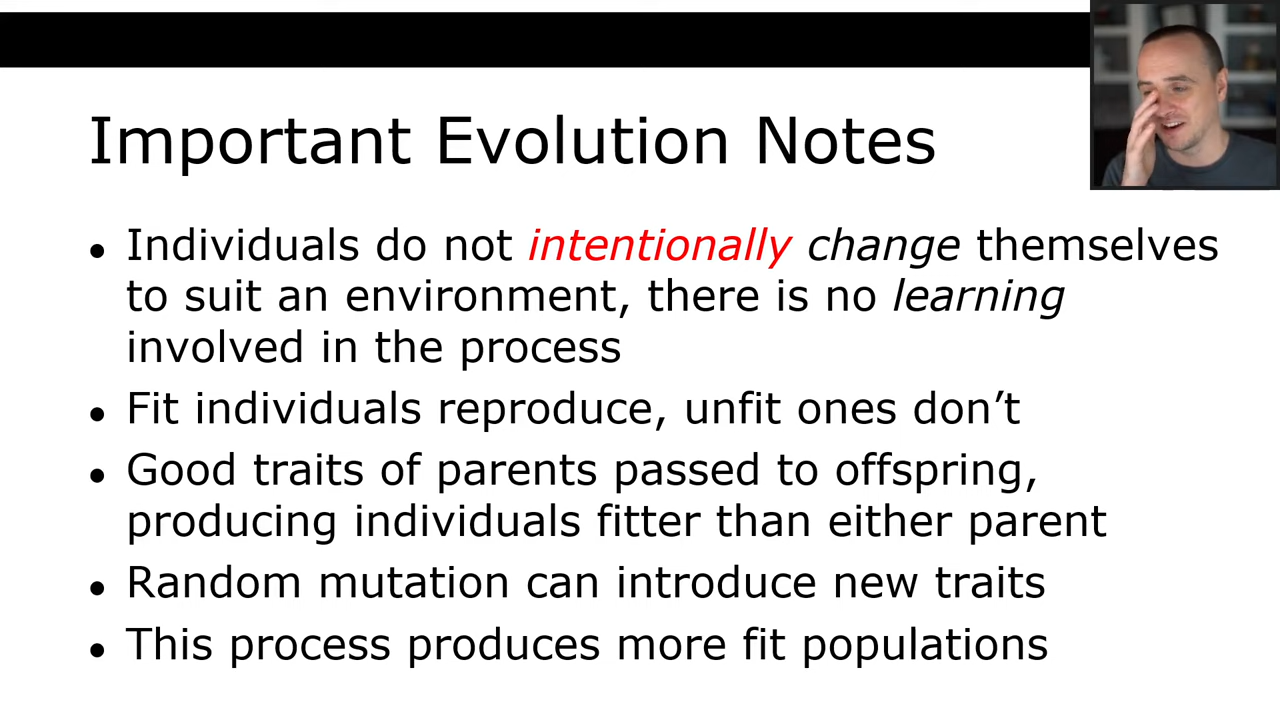 Important Evolution Notes
• Individuals do not intentionally change themselves
to suit an environment, there is no learning
involved in the process
• Fit individuals reproduce, unfit ones don’t
• Good traits of parents passed to offspring,
producing individuals fitter than either parent
• Random mutation can introduce new traits
• This process produces more fit populations